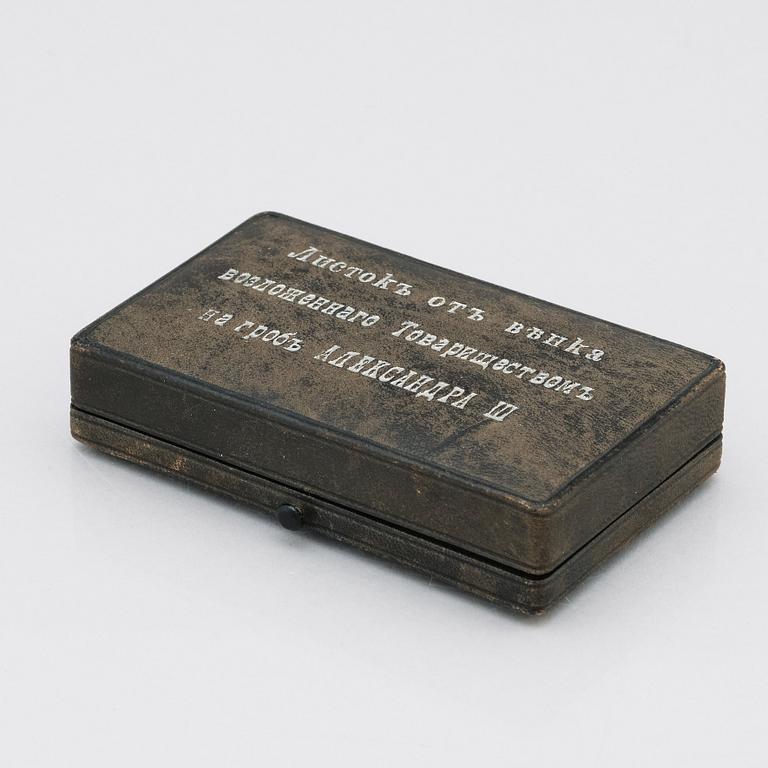 Листокъ отъ вѣнка
возложеннаго Товариществомъ
на гробъ АЛЕКСАНДРА III